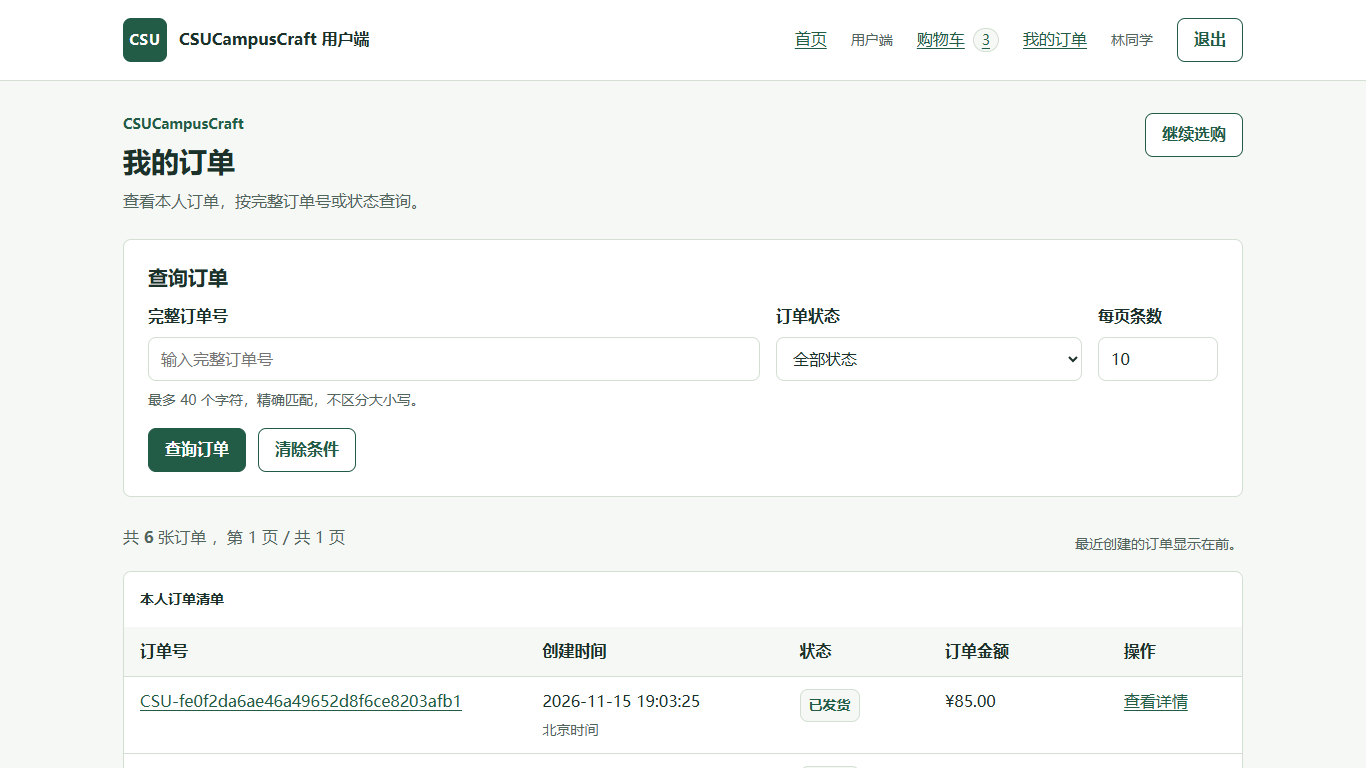 CSU CSUCampusCraft 用户端 首页 用户端 购物车 3 我的订单 林同学 退出
CSUCampusCraft
继续选购
我的订单
查看本人订单，按完整订单号或状态查询。
查询订单
完整订单号 订单状态 每页条数
输入完整订单号 全部状态 10
最多 40 个字符，精确匹配，不区分大小写。
查询订单 清除条件
共 6 张订单 ，第 1 页 / 共 1 页
最近创建的订单显示在前。
本人订单清单
订单号 创建时间 状态 订单金额 操作
CSU-fe0f2da6ae46a49652d8f6ce8203afb1 2026-11-15 19:03:25 已发货 ¥85.00 查看详情
北京时间